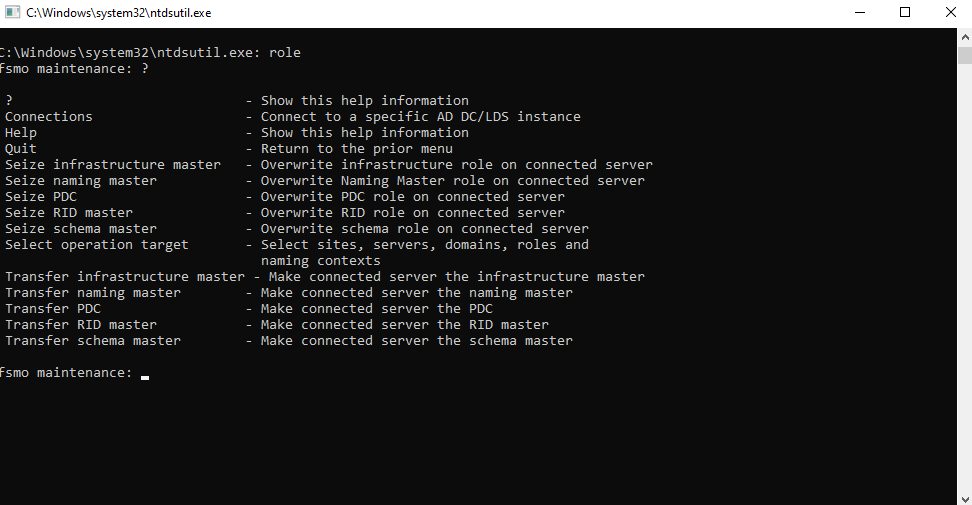 C:\Windows\system32\ntdsutil.exe
C:\Windows\system32\ntdsutil.exe: role
fsmo maintenance: ?
? - Show this help information
Connections - Connect to a specific AD DC/LDS instance
Help - Show this help information
Quit - Return to the prior menu
Seize infrastructure master - Overwrite infrastructure role on connected server
Seize naming master - Overwrite Naming Master role on connected server
Seize PDC - Overwrite PDC role on connected server
Seize RID master - Overwrite RID role on connected server
Seize schema master - Overwrite schema role on connected server
Select operation target - Select sites, servers, domains, roles and
naming contexts
Transfer infrastructure master - Make connected server the infrastructure master
Transfer naming master - Make connected server the naming master
Transfer PDC - Make connected server the PDC
Transfer RID master - Make connected server the RID master
Transfer schema master - Make connected server the schema master
fsmo maintenance: